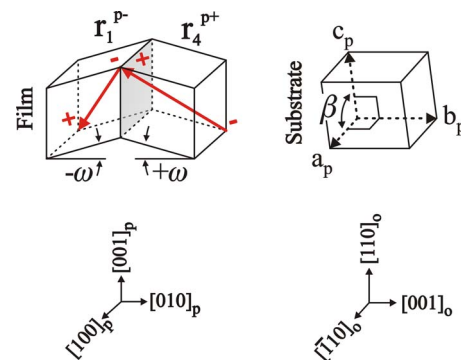 r₁ᵖ⁻ r₄ᵖ⁺
- +
+ -
Film
-ω +ω
Substrate
cₚ
β
bₚ
aₚ
[001]ₚ
[010]ₚ
[100]ₚ
[110]ₒ
[001]ₒ
[1̄10]ₒ